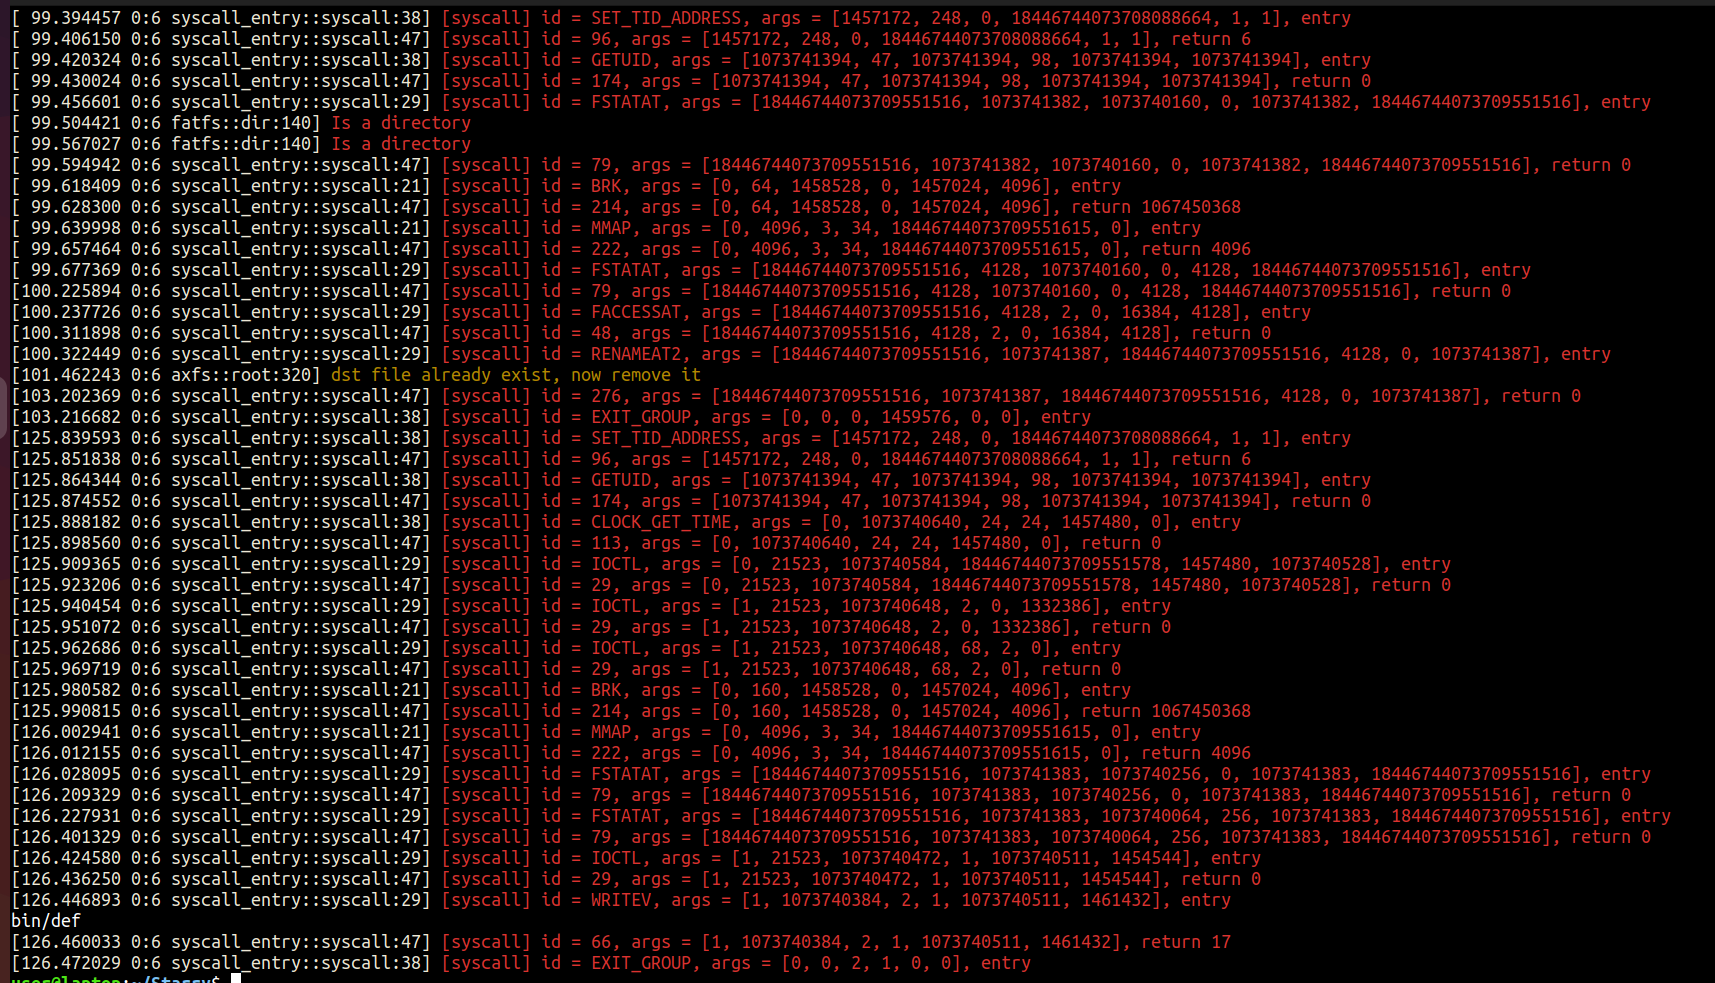 [ 99.394457 0:6 syscall_entry::syscall:38] [syscall] id = SET_TID_ADDRESS, args = [1457172, 248, 0, 18446744073708088664, 1, 1], entry
[ 99.406150 0:6 syscall_entry::syscall:47] [syscall] id = 96, args = [1457172, 248, 0, 18446744073708088664, 1, 1], return 6
[ 99.420324 0:6 syscall_entry::syscall:38] [syscall] id = GETUID, args = [1073741394, 47, 1073741394, 98, 1073741394, 1073741394], entry
[ 99.430024 0:6 syscall_entry::syscall:47] [syscall] id = 174, args = [1073741394, 47, 1073741394, 98, 1073741394, 1073741394], return 0
[ 99.456601 0:6 syscall_entry::syscall:29] [syscall] id = FSTATAT, args = [18446744073709551516, 1073741382, 1073740160, 0, 1073741382, 18446744073709551516], entry
[ 99.504421 0:6 fatfs::dir:140] Is a directory
[ 99.567027 0:6 fatfs::dir:140] Is a directory
[ 99.594942 0:6 syscall_entry::syscall:47] [syscall] id = 79, args = [18446744073709551516, 1073741382, 1073740160, 0, 1073741382, 18446744073709551516], return 0
[ 99.618409 0:6 syscall_entry::syscall:21] [syscall] id = BRK, args = [0, 64, 1458528, 0, 1457024, 4096], entry
[ 99.628300 0:6 syscall_entry::syscall:47] [syscall] id = 214, args = [0, 64, 1458528, 0, 1457024, 4096], return 1067450368
[ 99.639998 0:6 syscall_entry::syscall:21] [syscall] id = MMAP, args = [0, 4096, 3, 34, 18446744073709551615, 0], entry
[ 99.657464 0:6 syscall_entry::syscall:47] [syscall] id = 222, args = [0, 4096, 3, 34, 18446744073709551615, 0], return 4096
[ 99.677369 0:6 syscall_entry::syscall:29] [syscall] id = FSTATAT, args = [18446744073709551516, 4128, 1073740160, 0, 4128, 18446744073709551516], entry
[100.225894 0:6 syscall_entry::syscall:47] [syscall] id = 79, args = [18446744073709551516, 4128, 1073740160, 0, 4128, 18446744073709551516], return 0
[100.237726 0:6 syscall_entry::syscall:29] [syscall] id = FACCESSAT, args = [18446744073709551516, 4128, 2, 0, 16384, 4128], entry
[100.311898 0:6 syscall_entry::syscall:47] [syscall] id = 48, args = [18446744073709551516, 4128, 2, 0, 16384, 4128], return 0
[100.322449 0:6 syscall_entry::syscall:29] [syscall] id = RENAMEAT2, args = [18446744073709551516, 1073741387, 18446744073709551516, 4128, 0, 1073741387], entry
[101.462243 0:6 axfs::root:320] dst file already exist, now remove it
[103.202369 0:6 syscall_entry::syscall:47] [syscall] id = 276, args = [18446744073709551516, 1073741387, 18446744073709551516, 4128, 0, 1073741387], return 0
[103.216682 0:6 syscall_entry::syscall:38] [syscall] id = EXIT_GROUP, args = [0, 0, 0, 1459576, 0, 0], entry
[125.839593 0:6 syscall_entry::syscall:38] [syscall] id = SET_TID_ADDRESS, args = [1457172, 248, 0, 18446744073708088664, 1, 1], entry
[125.851838 0:6 syscall_entry::syscall:47] [syscall] id = 96, args = [1457172, 248, 0, 18446744073708088664, 1, 1], return 6
[125.864344 0:6 syscall_entry::syscall:38] [syscall] id = GETUID, args = [1073741394, 47, 1073741394, 98, 1073741394, 1073741394], entry
[125.874552 0:6 syscall_entry::syscall:47] [syscall] id = 174, args = [1073741394, 47, 1073741394, 98, 1073741394, 1073741394], return 0
[125.888182 0:6 syscall_entry::syscall:38] [syscall] id = CLOCK_GET_TIME, args = [0, 1073740640, 24, 24, 1457480, 0], entry
[125.898560 0:6 syscall_entry::syscall:47] [syscall] id = 113, args = [0, 1073740640, 24, 24, 1457480, 0], return 0
[125.909365 0:6 syscall_entry::syscall:29] [syscall] id = IOCTL, args = [0, 21523, 1073740584, 18446744073709551578, 1457480, 1073740528], entry
[125.923206 0:6 syscall_entry::syscall:47] [syscall] id = 29, args = [0, 21523, 1073740584, 18446744073709551578, 1457480, 1073740528], return 0
[125.940454 0:6 syscall_entry::syscall:29] [syscall] id = IOCTL, args = [1, 21523, 1073740648, 2, 0, 1332386], entry
[125.951072 0:6 syscall_entry::syscall:47] [syscall] id = 29, args = [1, 21523, 1073740648, 2, 0, 1332386], return 0
[125.962686 0:6 syscall_entry::syscall:29] [syscall] id = IOCTL, args = [1, 21523, 1073740648, 68, 2, 0], entry
[125.969719 0:6 syscall_entry::syscall:47] [syscall] id = 29, args = [1, 21523, 1073740648, 68, 2, 0], return 0
[125.980582 0:6 syscall_entry::syscall:21] [syscall] id = BRK, args = [0, 160, 1458528, 0, 1457024, 4096], entry
[125.990815 0:6 syscall_entry::syscall:47] [syscall] id = 214, args = [0, 160, 1458528, 0, 1457024, 4096], return 1067450368
[126.002941 0:6 syscall_entry::syscall:21] [syscall] id = MMAP, args = [0, 4096, 3, 34, 18446744073709551615, 0], entry
[126.012155 0:6 syscall_entry::syscall:47] [syscall] id = 222, args = [0, 4096, 3, 34, 18446744073709551615, 0], return 4096
[126.028095 0:6 syscall_entry::syscall:29] [syscall] id = FSTATAT, args = [18446744073709551516, 1073741383, 1073740256, 0, 1073741383, 18446744073709551516], entry
[126.209329 0:6 syscall_entry::syscall:47] [syscall] id = 79, args = [18446744073709551516, 1073741383, 1073740256, 0, 1073741383, 18446744073709551516], return 0
[126.227931 0:6 syscall_entry::syscall:29] [syscall] id = FSTATAT, args = [18446744073709551516, 1073741383, 1073740064, 256, 1073741383, 18446744073709551516], entry
[126.401329 0:6 syscall_entry::syscall:47] [syscall] id = 79, args = [18446744073709551516, 1073741383, 1073740064, 256, 1073741383, 18446744073709551516], return 0
[126.424580 0:6 syscall_entry::syscall:29] [syscall] id = IOCTL, args = [1, 21523, 1073740472, 1, 1073740511, 1454544], entry
[126.436250 0:6 syscall_entry::syscall:47] [syscall] id = 29, args = [1, 21523, 1073740472, 1, 1073740511, 1454544], return 0
[126.446893 0:6 syscall_entry::syscall:29] [syscall] id = WRITEV, args = [1, 1073740384, 2, 1, 1073740511, 1461432], entry
bin/def
[126.460033 0:6 syscall_entry::syscall:47] [syscall] id = 66, args = [1, 1073740384, 2, 1, 1073740511, 1461432], return 17
[126.472029 0:6 syscall_entry::syscall:38] [syscall] id = EXIT_GROUP, args = [0, 0, 2, 1, 0, 0], entry
user@laptop:~/Starry$